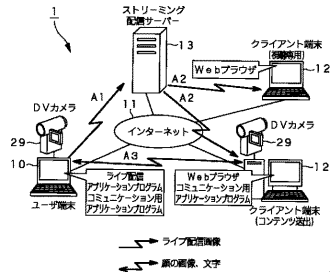 1
ストリーミング
配信サーバー
13
クライアント端末
(視聴専用)
Webブラウザ
12
A1
A2
A2
11
インターネット
DVカメラ
29
10
ユーザ端末
A3
DVカメラ
29
12
ライブ配信
アプリケーションプログラム
コミュニケーション用
アプリケーションプログラム
Webブラウザ
コミュニケーション用
アプリケーションプログラム
クライアント端末
(コンテンツ送出)
ライブ配信画像
顔の画像、文字